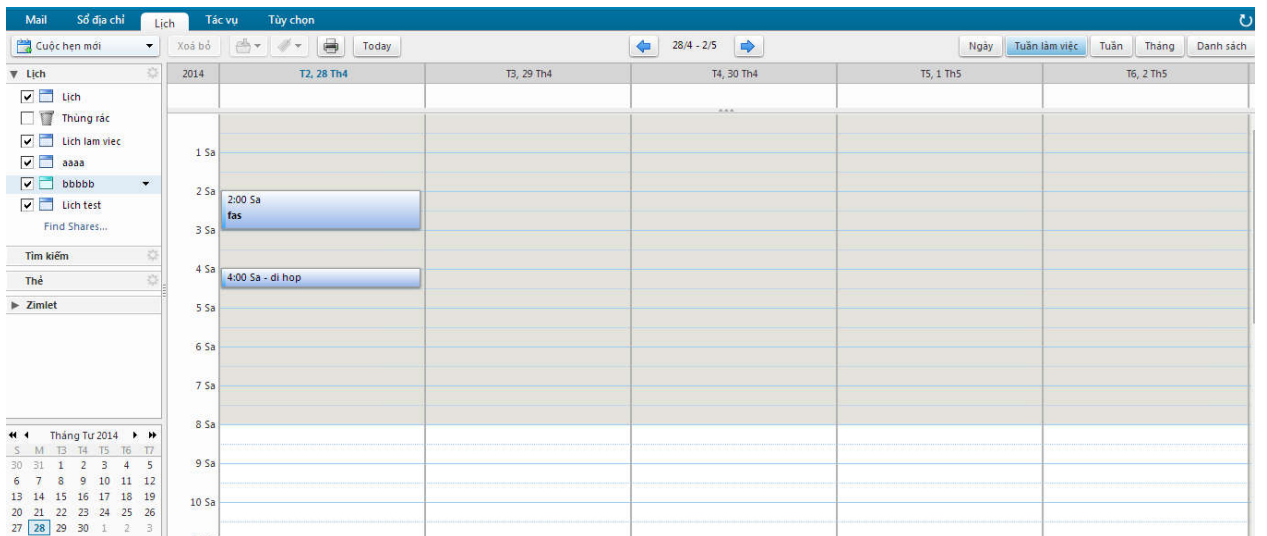 Mail Sổ địa chỉ Lịch Tác vụ Tùy chọn
Cuộc hẹn mới Xoá bỏ Today 28/4 - 2/5 Ngày Tuần làm việc Tuần Tháng Danh sách
Lịch
Lịch
Thùng rác
Lich lam viec
aaaa
bbbbb
Lich test
Find Shares...
Tìm kiếm
Thẻ
Zimlet
Tháng Tư 2014
S M T3 T4 T5 T6 T7
30 31 1 2 3 4 5
6 7 8 9 10 11 12
13 14 15 16 17 18 19
20 21 22 23 24 25 26
27 28 29 30 1 2 3
2014 T2, 28 Th4 T3, 29 Th4 T4, 30 Th4 T5, 1 Th5 T6, 2 Th5
1 Sa
2 Sa
2:00 Sa
fas
3 Sa
4 Sa
4:00 Sa - di hop
5 Sa
6 Sa
7 Sa
8 Sa
9 Sa
10 Sa